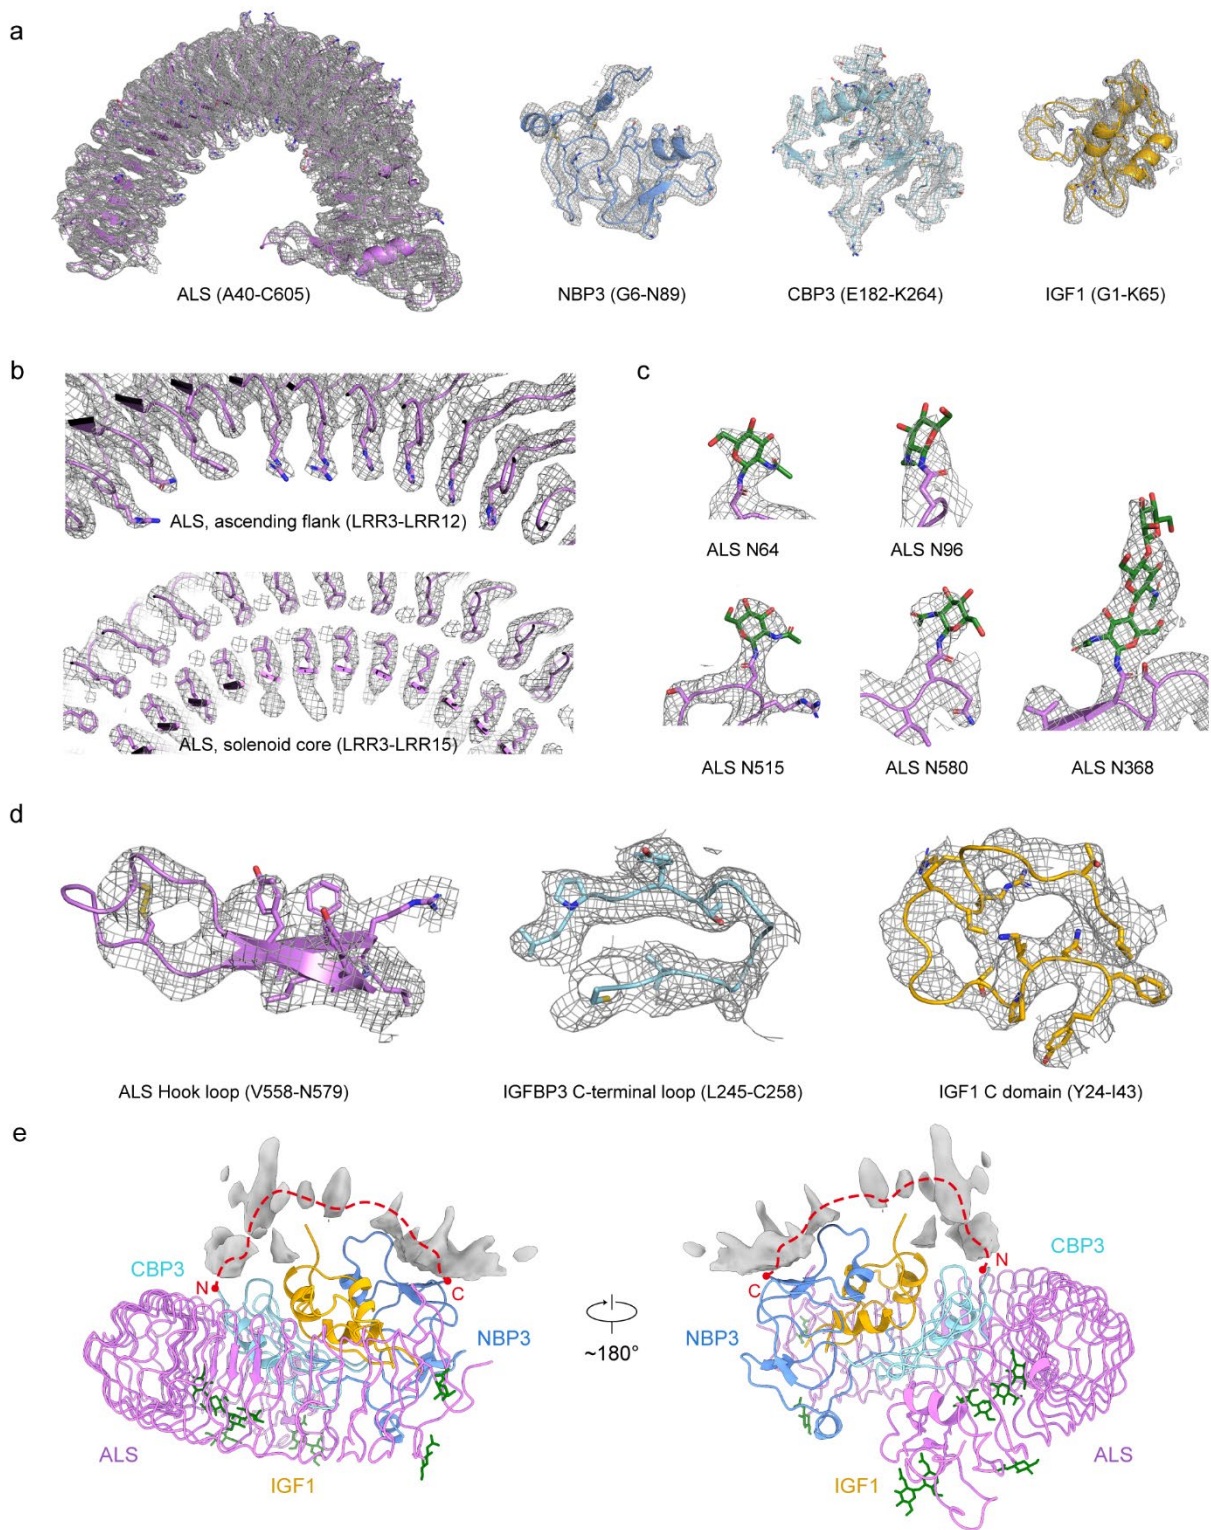 a
ALS (A40-C605)
NBP3 (G6-N89)
CBP3 (E182-K264)
IGF1 (G1-K65)
b
ALS, ascending flank (LRR3-LRR12)
ALS, solenoid core (LRR3-LRR15)
c
ALS N64
ALS N96
ALS N515
ALS N580
ALS N368
d
ALS Hook loop (V558-N579)
IGFBP3 C-terminal loop (L245-C258)
IGF1 C domain (Y24-I43)
e
CBP3
N
C
NBP3
ALS
IGF1
~180°
N
CBP3
C
NBP3
IGF1
ALS